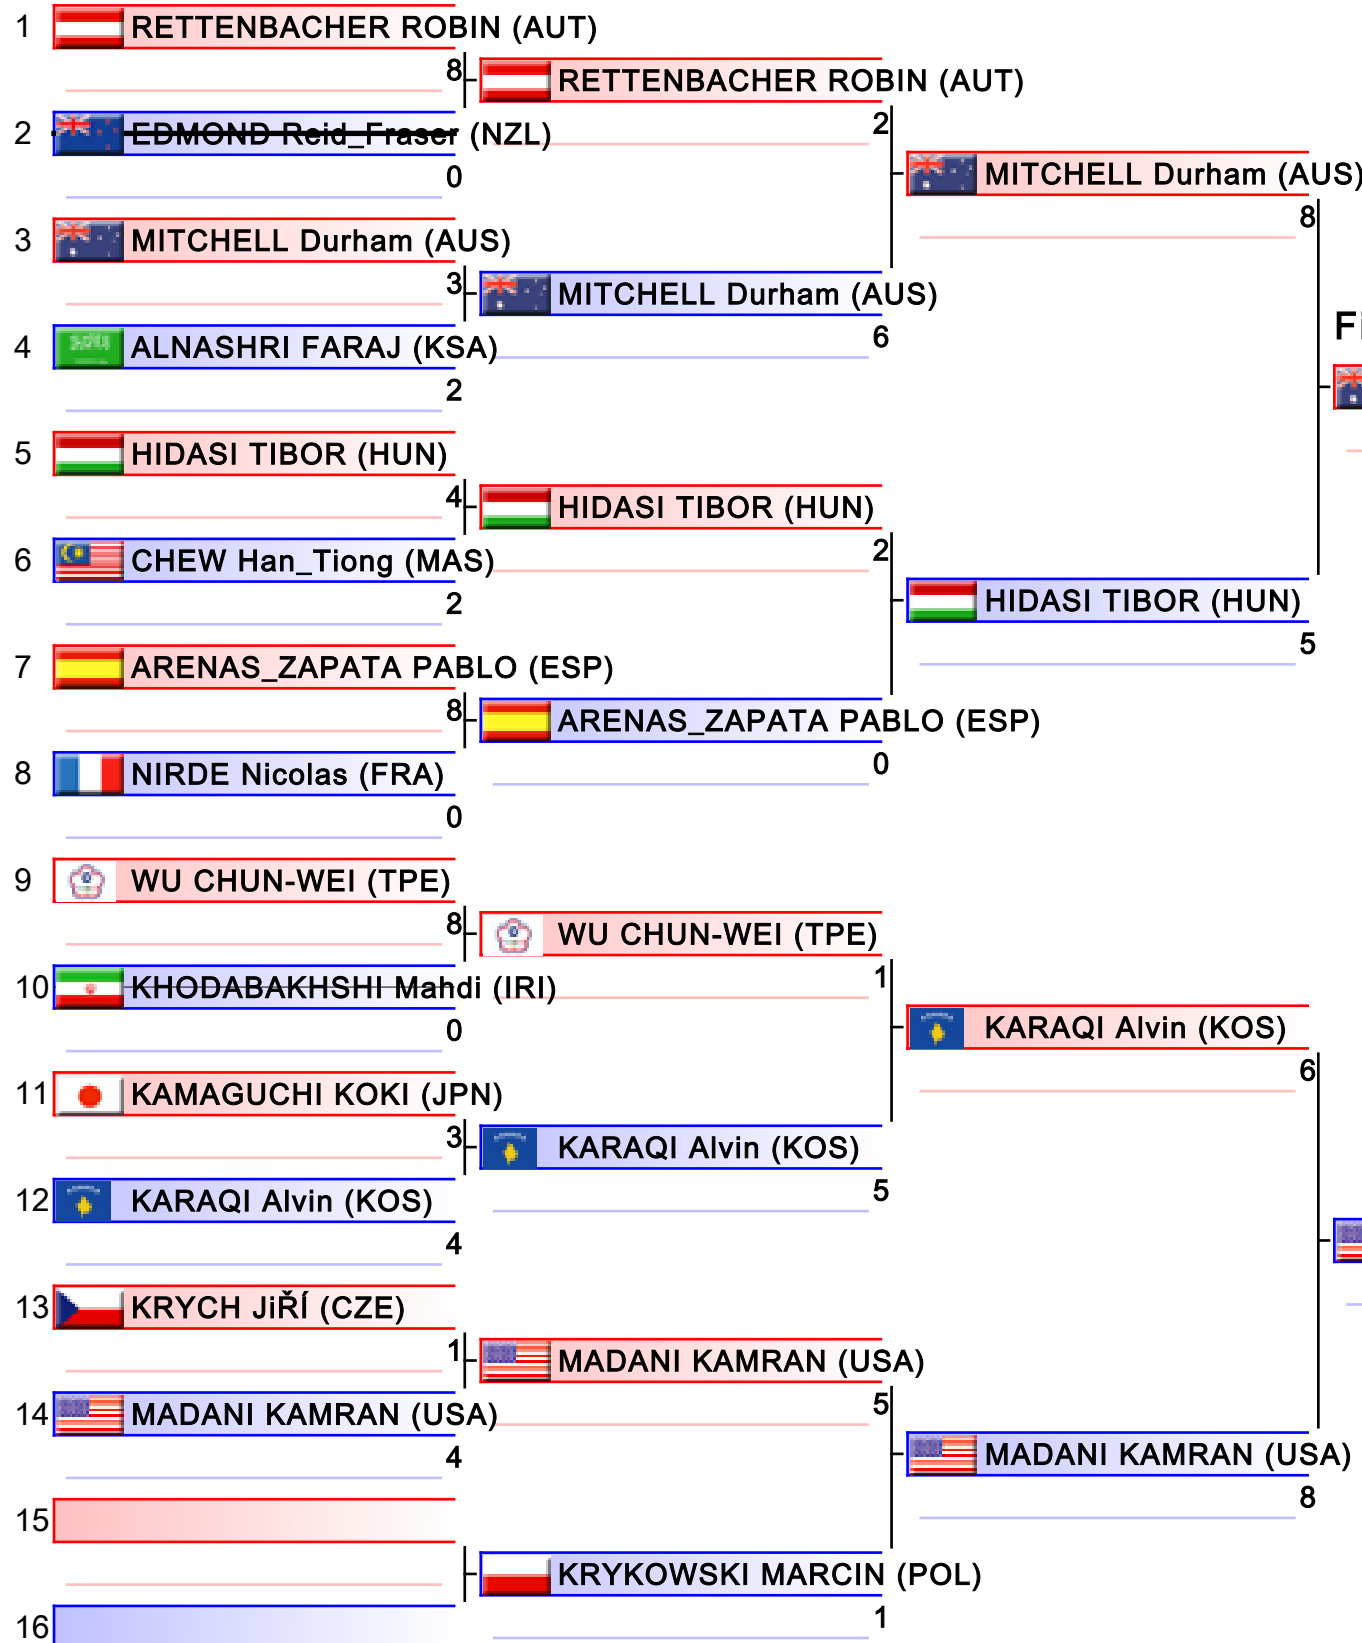 1 RETTENBACHER ROBIN (AUT)
8 RETTENBACHER ROBIN (AUT)
2 EDMOND Reid_Fraser (NZL)
2
0
MITCHELL Durham (AUS)
8
3 MITCHELL Durham (AUS)
3 MITCHELL Durham (AUS)
6
4 ALNASHRI FARAJ (KSA)
2
Fi
5 HIDASI TIBOR (HUN)
4 HIDASI TIBOR (HUN)
2
6 CHEW Han_Tiong (MAS)
2
HIDASI TIBOR (HUN)
5
7 ARENAS_ZAPATA PABLO (ESP)
8 ARENAS_ZAPATA PABLO (ESP)
0
8 NIRDE Nicolas (FRA)
0
9 WU CHUN-WEI (TPE)
8 WU CHUN-WEI (TPE)
1
10 KHODABAKHSHI Mahdi (IRI)
0
KARAQI Alvin (KOS)
6
11 KAMAGUCHI KOKI (JPN)
3 KARAQI Alvin (KOS)
5
12 KARAQI Alvin (KOS)
4
13 KRYCH JiŘÍ (CZE)
1 MADANI KAMRAN (USA)
5
14 MADANI KAMRAN (USA)
4
MADANI KAMRAN (USA)
8
15
KRYKOWSKI MARCIN (POL)
1
16